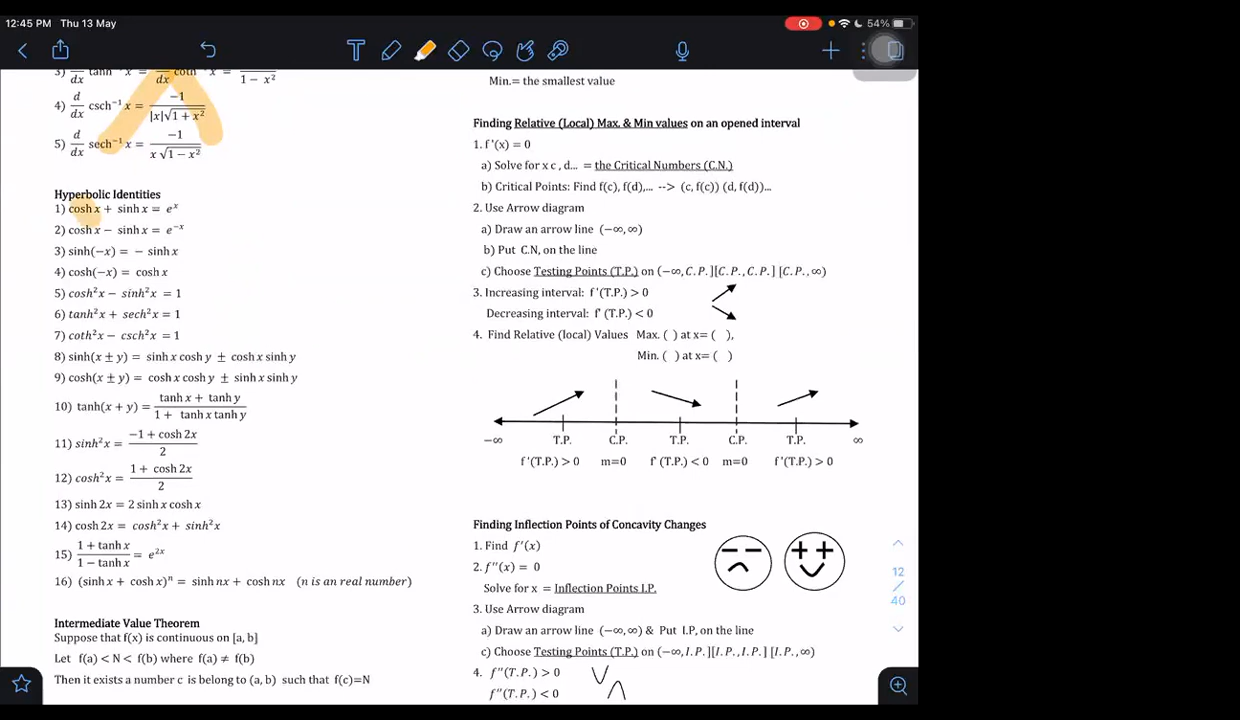 12:45 PM Thu 13 May
54%
3) d/dx tanh⁻¹ x = d/dx coth⁻¹ x = 1/(1 − x²)
4) d/dx csch⁻¹ x = −1/(|x|√(1 + x²))
5) d/dx sech⁻¹ x = −1/(x √(1 − x²))
Hyperbolic Identities
1) cosh x + sinh x = eˣ
2) cosh x − sinh x = e⁻ˣ
3) sinh(−x) = − sinh x
4) cosh(−x) = cosh x
5) cosh²x − sinh²x = 1
6) tanh²x + sech²x = 1
7) coth²x − csch²x = 1
8) sinh(x ± y) = sinh x cosh y ± cosh x sinh y
9) cosh(x ± y) = cosh x cosh y ± sinh x sinh y
10) tanh(x + y) = (tanh x + tanh y)/(1 + tanh x tanh y)
11) sinh²x = (−1 + cosh 2x)/2
12) cosh²x = (1 + cosh 2x)/2
13) sinh 2x = 2 sinh x cosh x
14) cosh 2x = cosh²x + sinh²x
15) (1 + tanh x)/(1 − tanh x) = e²ˣ
16) (sinh x + cosh x)ⁿ = sinh nx + cosh nx (n is an real number)
Intermediate Value Theorem
Suppose that f(x) is continuous on [a, b]
Let f(a) < N < f(b) where f(a) ≠ f(b)
Then it exists a number c is belong to (a, b) such that f(c)=N
Min.= the smallest value
Finding Relative (Local) Max. & Min values on an opened interval
1. f'(x) = 0
a) Solve for x c , d... = the Critical Numbers (C.N.)
b) Critical Points: Find f(c), f(d),... --> (c, f(c)) (d, f(d))...
2. Use Arrow diagram
a) Draw an arrow line (−∞, ∞)
b) Put C.N, on the line
c) Choose Testing Points (T.P.) on (−∞, C.P.][C.P., C.P.] [C.P., ∞)
3. Increasing interval: f'(T.P.) > 0
Decreasing interval: f' (T.P.) < 0
4. Find Relative (local) Values Max. ( ) at x= ( ),
Min. ( ) at x= ( )
−∞ T.P. C.P. T.P. C.P. T.P. ∞
f'(T.P.) > 0 m=0 f'(T.P.) < 0 m=0 f'(T.P.) > 0
Finding Inflection Points of Concavity Changes
1. Find f'(x)
2. f''(x) = 0
Solve for x = Inflection Points I.P.
3. Use Arrow diagram
a) Draw an arrow line (−∞, ∞) & Put I.P, on the line
c) Choose Testing Points (T.P.) on (−∞, I.P.][I.P., I.P.] [I.P., ∞)
4. f''(T.P.) > 0
f''(T.P.) < 0
12
/
40